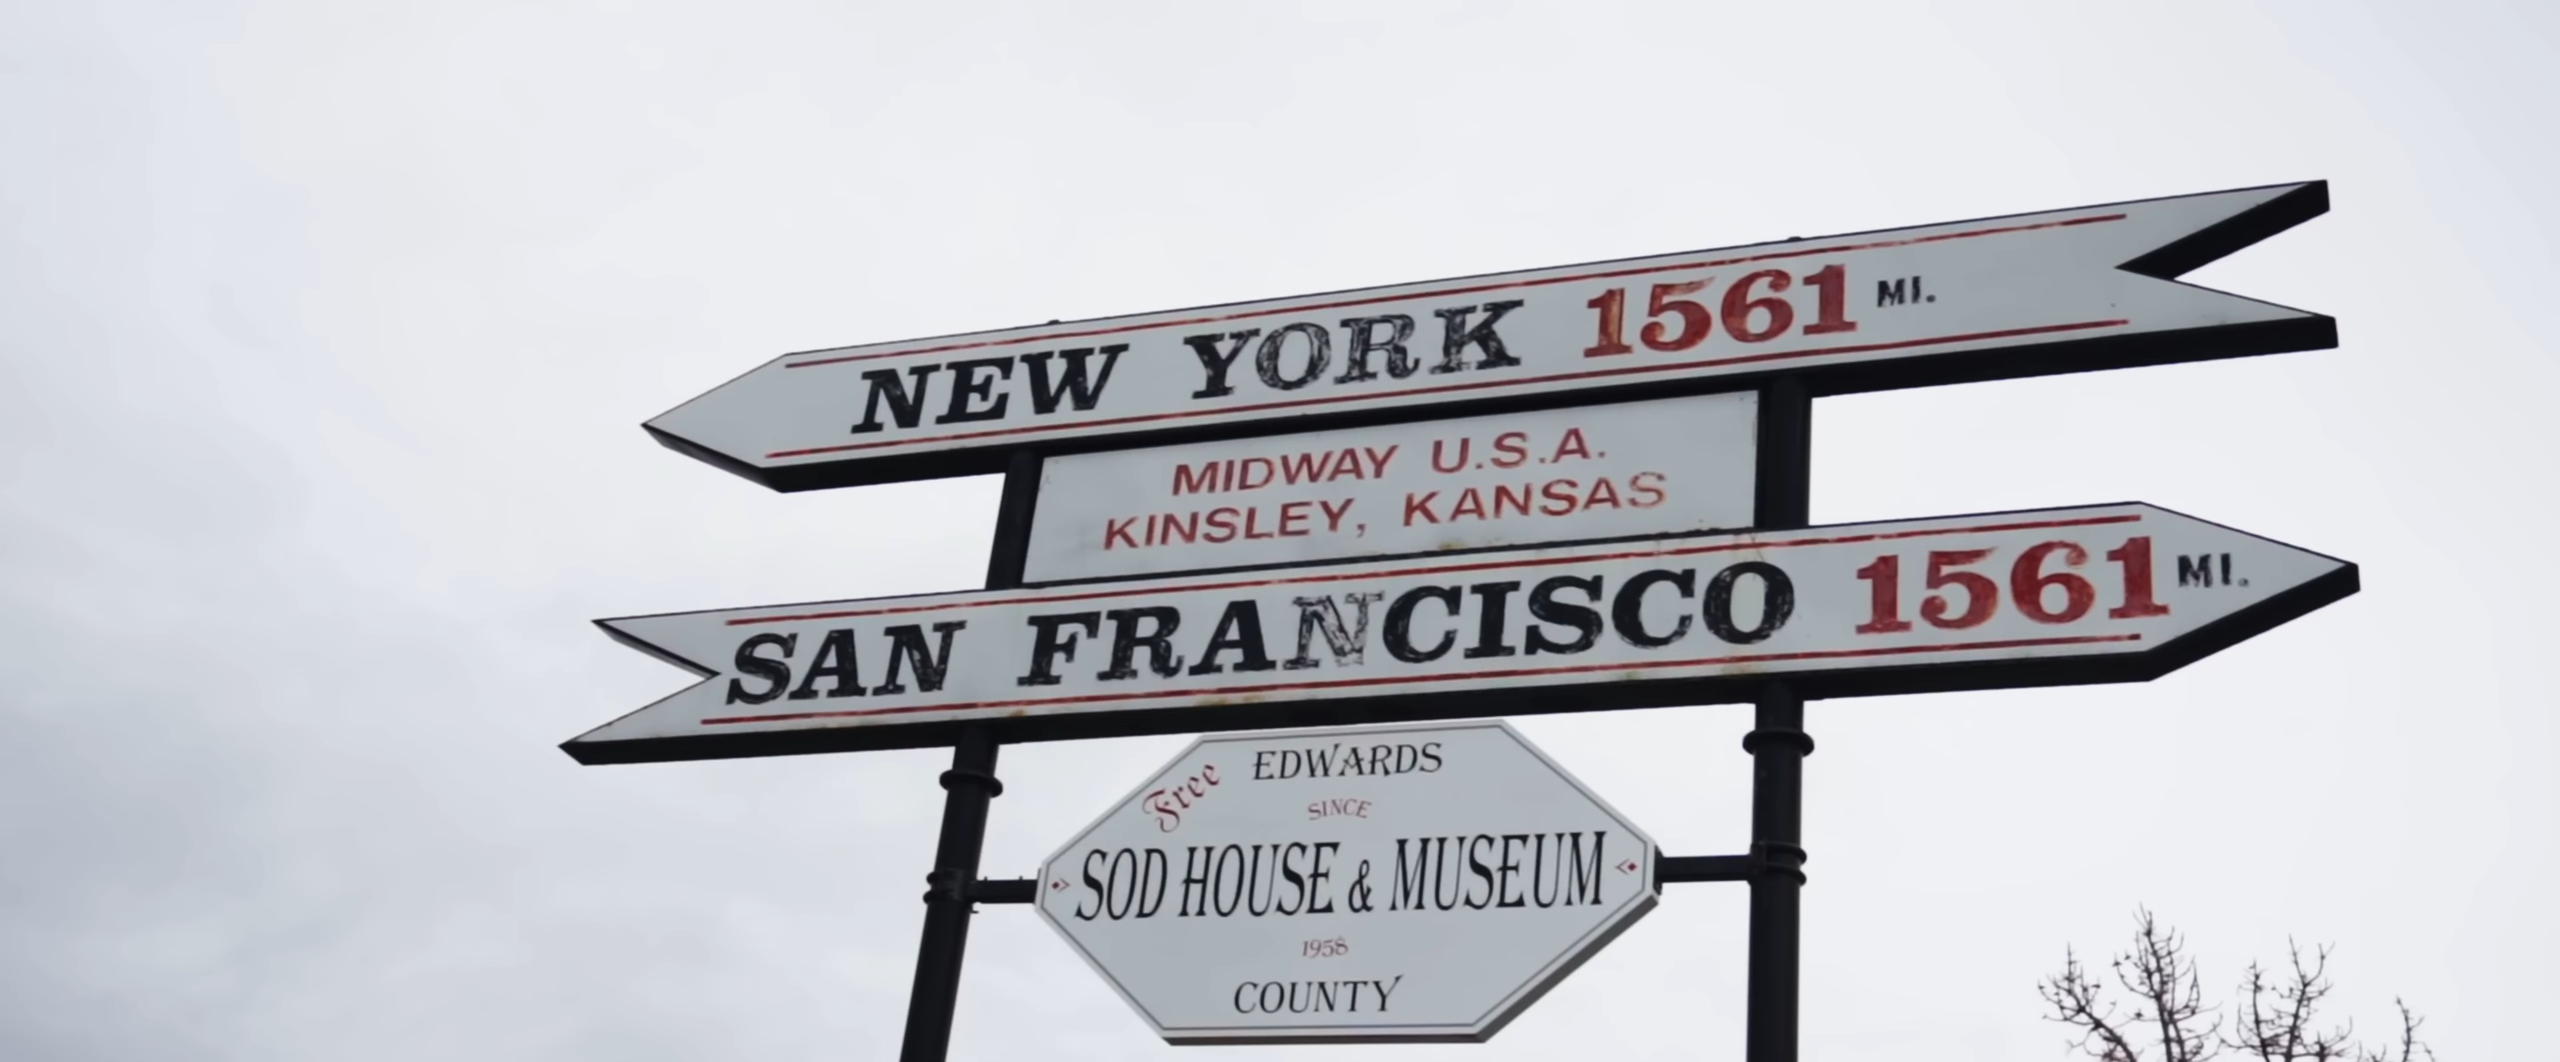 NEW YORK 1561 MI.
MIDWAY U.S.A.
KINSLEY, KANSAS
SAN FRANCISCO 1561 MI.
Free
EDWARDS
SINCE
SOD HOUSE & MUSEUM
1958
COUNTY